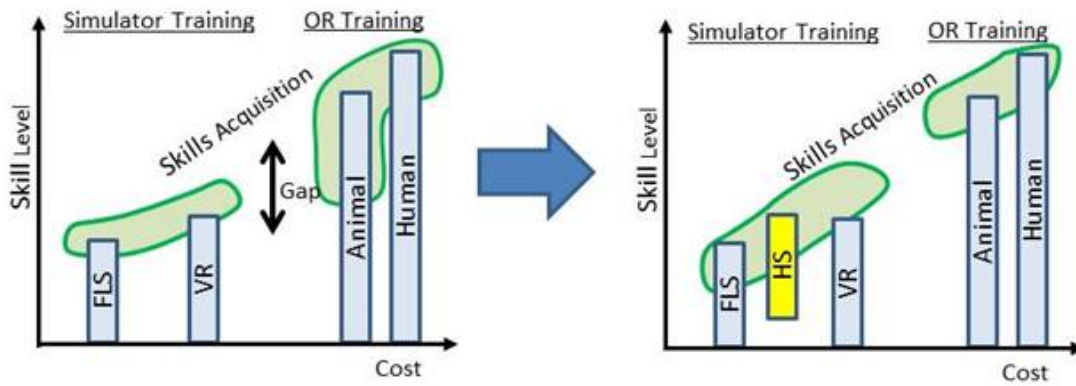 Simulator Training
OR Training
Skill Level
Skills Acquisition
Gap
FLS
VR
Animal
Human
Cost
Simulator Training
OR Training
Skill Level
Skills Acquisition
FLS
HS
VR
Animal
Human
Cost